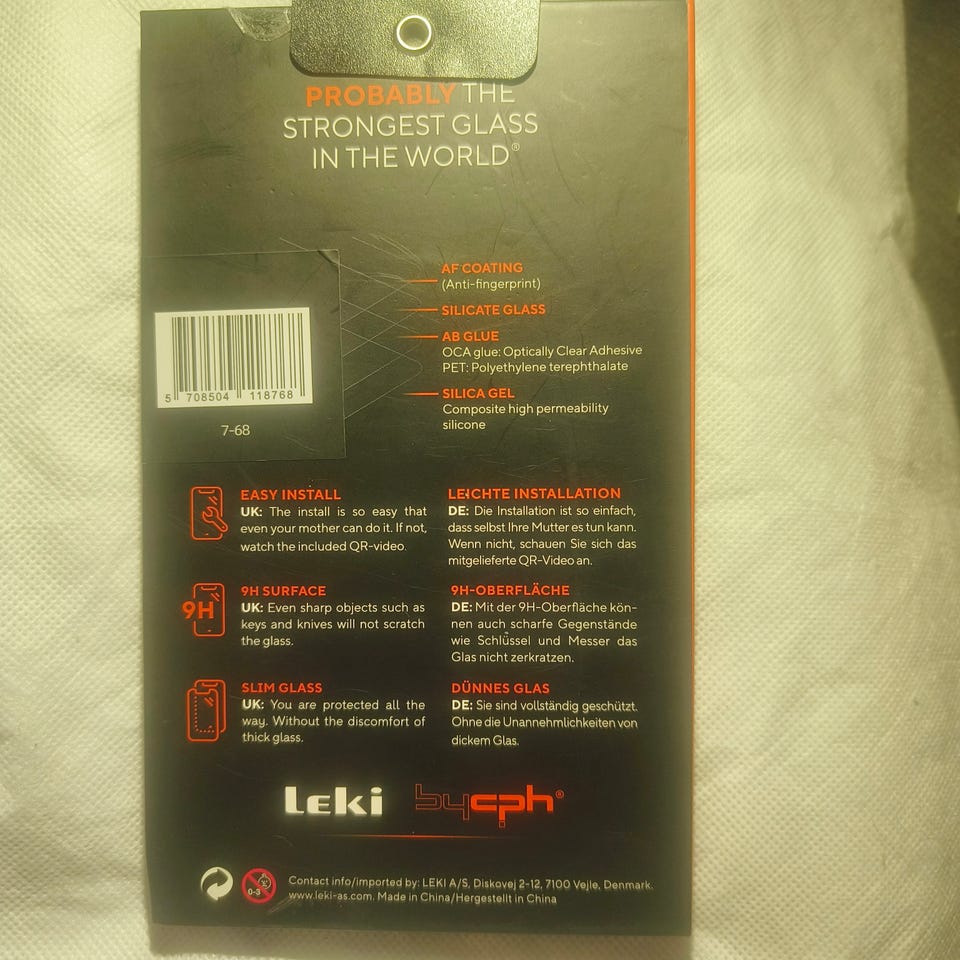 PROBABLY THE
STRONGEST GLASS
IN THE WORLD®
AF COATING
(Anti-fingerprint)
SILICATE GLASS
AB GLUE
OCA glue: Optically Clear Adhesive
PET: Polyethylene terephthalate
SILICA GEL
Composite high permeability
silicone
5 708504 118768
7-68
EASY INSTALL
UK: The install is so easy that
even your mother can do it. If not,
watch the included QR-video.
LEICHTE INSTALLATION
DE: Die Installation ist so einfach,
dass selbst Ihre Mutter es tun kann.
Wenn nicht, schauen Sie sich das
mitgelieferte QR-Video an.
9H
9H SURFACE
UK: Even sharp objects such as
keys and knives will not scratch
the glass.
9H-OBERFLÄCHE
DE: Mit der 9H-Oberfläche kön-
nen auch scharfe Gegenstände
wie Schlüssel und Messer das
Glas nicht zerkratzen.
SLIM GLASS
UK: You are protected all the
way. Without the discomfort of
thick glass.
DÜNNES GLAS
DE: Sie sind vollständig geschützt.
Ohne die Unannehmlichkeiten von
dickem Glas.
Leki bycph®
0-3
Contact info/imported by: LEKI A/S, Diskovej 2-12, 7100 Vejle, Denmark.
www.leki-as.com. Made in China/Hergestellt in China